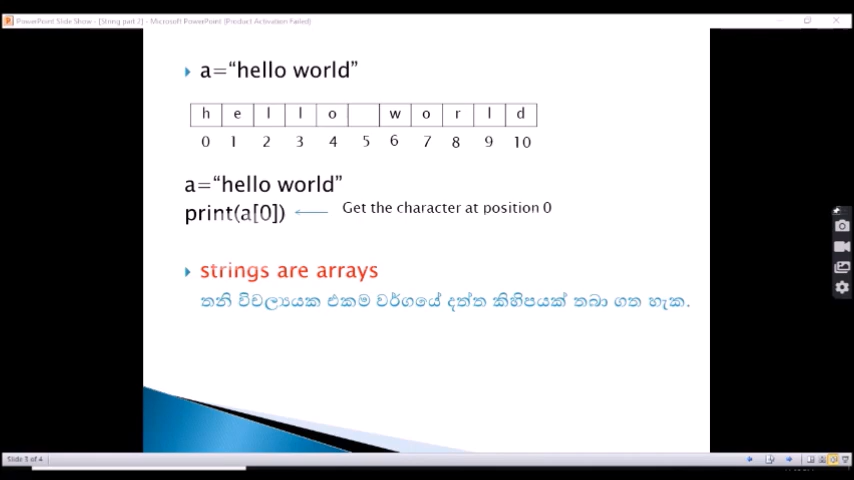 PowerPoint Slide Show - [String part 2] - Microsoft PowerPoint (Product Activation Failed)
a=“hello world”
h e l l o w o r l d
0 1 2 3 4 5 6 7 8 9 10
a=“hello world”
print(a[0]) Get the character at position 0
strings are arrays
තනි විචල්‍යයක එකම වර්ගයේ දත්ත කිහිපයක් තබා ගත හැක.
Slide 3 of 4